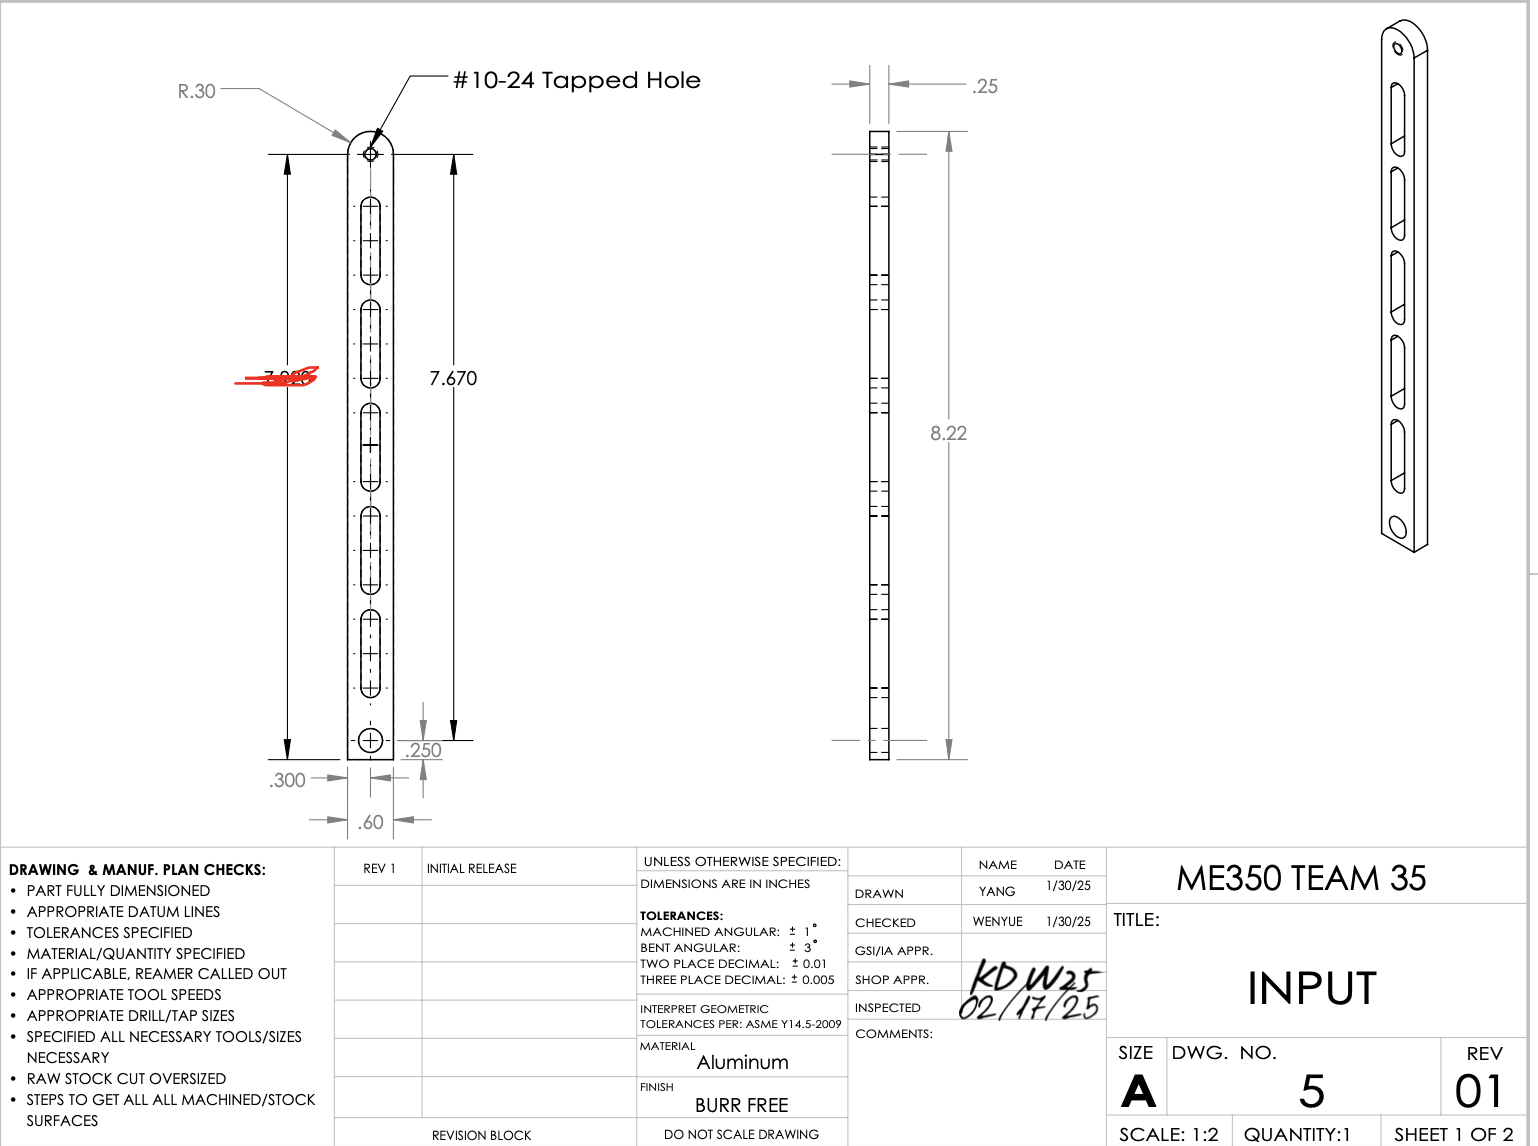 R.30
#10-24 Tapped Hole
.25
7.670
8.22
.250
.300
.60
DRAWING & MANUF. PLAN CHECKS:
• PART FULLY DIMENSIONED
• APPROPRIATE DATUM LINES
• TOLERANCES SPECIFIED
• MATERIAL/QUANTITY SPECIFIED
• IF APPLICABLE, REAMER CALLED OUT
• APPROPRIATE TOOL SPEEDS
• APPROPRIATE DRILL/TAP SIZES
• SPECIFIED ALL NECESSARY TOOLS/SIZES
NECESSARY
• RAW STOCK CUT OVERSIZED
• STEPS TO GET ALL ALL MACHINED/STOCK
SURFACES
REV 1 INITIAL RELEASE
REVISION BLOCK
UNLESS OTHERWISE SPECIFIED:
DIMENSIONS ARE IN INCHES
TOLERANCES:
MACHINED ANGULAR: ± 1°
BENT ANGULAR: ± 3°
TWO PLACE DECIMAL: ± 0.01
THREE PLACE DECIMAL: ± 0.005
INTERPRET GEOMETRIC
TOLERANCES PER: ASME Y14.5-2009
MATERIAL
Aluminum
FINISH
BURR FREE
DO NOT SCALE DRAWING
NAME DATE
DRAWN YANG 1/30/25
CHECKED WENYUE 1/30/25
GSI/IA APPR.
SHOP APPR. KD W25
INSPECTED 02/17/25
COMMENTS:
ME350 TEAM 35
TITLE:
INPUT
SIZE DWG. NO. REV
A 5 01
SCALE: 1:2 QUANTITY:1 SHEET 1 OF 2